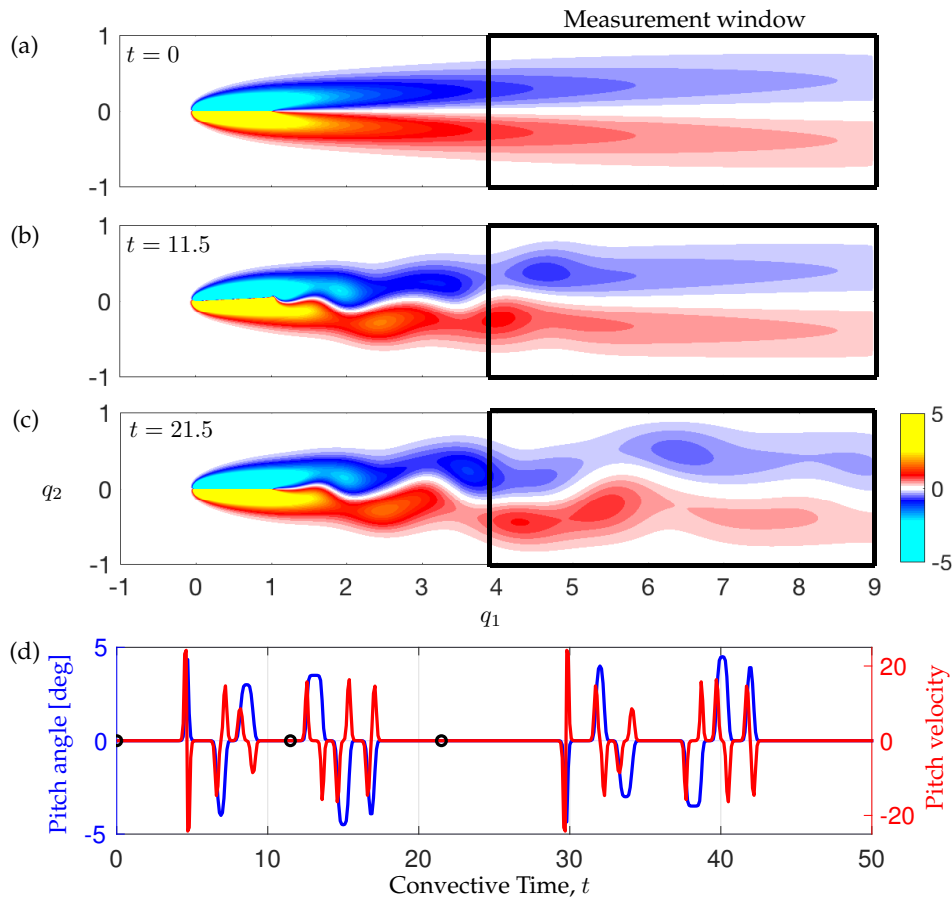 Measurement window
(a)
1
t = 0
0
-1
(b)
1
t = 11.5
0
-1
(c)
1
t = 21.5
q2
0
-1
-1 0 1 2 3 4 5 6 7 8 9
q1
5
0
-5
(d)
Pitch angle [deg]
5
0
-5
Pitch velocity
20
0
-20
0 10 20 30 40 50
Convective Time, t